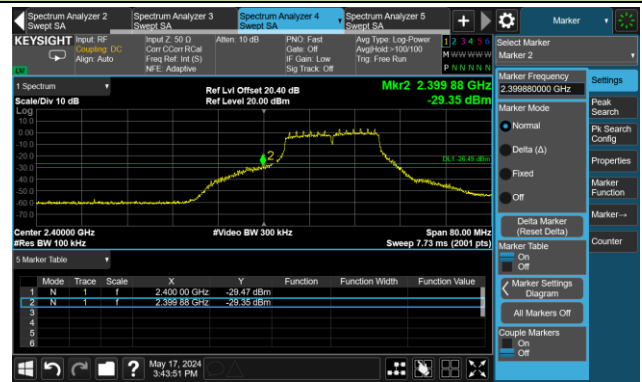 Spectrum Analyzer 2
Swept SA
Spectrum Analyzer 3
Swept SA
Spectrum Analyzer 4
Swept SA
Spectrum Analyzer 5
Swept SA
+
Marker
KEYSIGHT
Input: RF
Coupling: DC
Align: Auto
Input Z: 50 Ω
Corr CCorr RCal
Freq Ref: Int (S)
NFE: Adaptive
Atten: 10 dB
PNO: Fast
Gate: Off
IF Gain: Low
Sig Track: Off
Avg Type: Log-Power
Avg|Hold >100/100
Trig: Free Run
1 2 3 4 5 6
M W W W W W
P N N N N N
LW
Select Marker
Marker 2
1 Spectrum
Scale/Div 10 dB
Log
Ref Lvl Offset 20.40 dB
Ref Level 20.00 dBm
Mkr2 2.399 88 GHz
-29.35 dBm
10.0
0.00
-10.0
-20.0
-30.0
-40.0
-50.0
-60.0
-70.0
2
DL1 -26.49 dBm
Center 2.40000 GHz
#Res BW 100 kHz
#Video BW 300 kHz
Span 80.00 MHz
Sweep 7.73 ms (2001 pts)
5 Marker Table
Mode Trace Scale X Y Function Function Width Function Value
1 N 1 f 2.400 00 GHz -29.47 dBm
2 N 1 f 2.399 88 GHz -29.35 dBm
3
4
5
6
Marker Frequency
2.399880000 GHz
Marker Mode
Normal
Delta (Δ)
Fixed
Off
Delta Marker
(Reset Delta)
Marker Table
On
Off
Marker Settings
Diagram
All Markers Off
Couple Markers
On
Off
Settings
Peak
Search
Pk Search
Config
Properties
Marker
Function
Marker→
Counter
?
May 17, 2024
3:43:51 PM